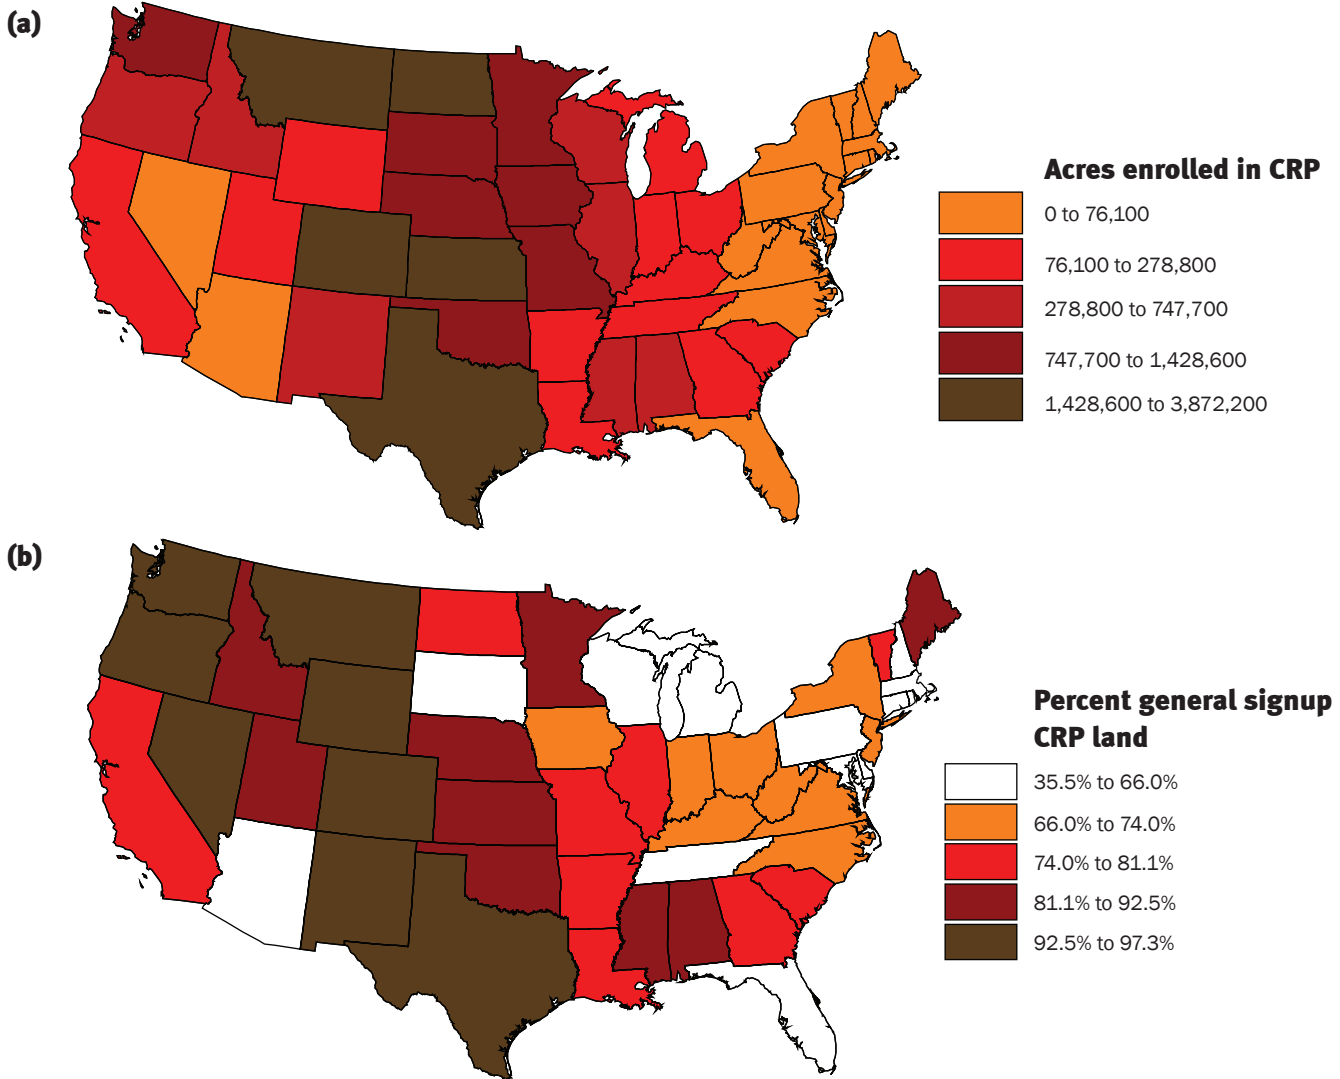 (a)
Acres enrolled in CRP
0 to 76,100
76,100 to 278,800
278,800 to 747,700
747,700 to 1,428,600
1,428,600 to 3,872,200
(b)
Percent general signup
CRP land
35.5% to 66.0%
66.0% to 74.0%
74.0% to 81.1%
81.1% to 92.5%
92.5% to 97.3%